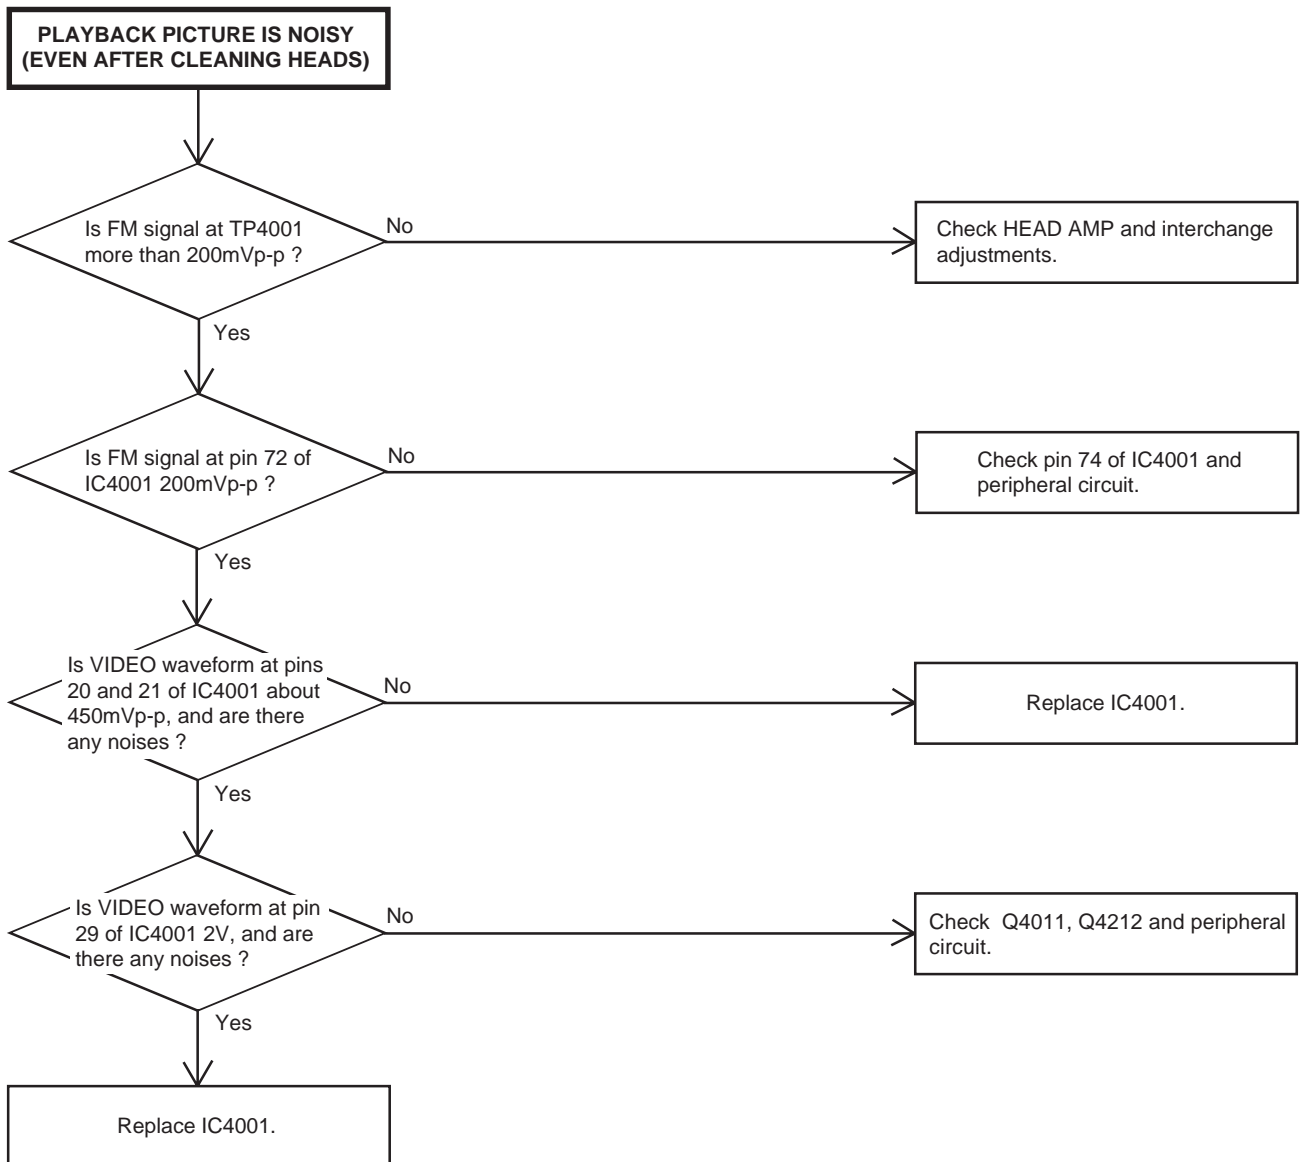 PLAYBACK PICTURE IS NOISY
(EVEN AFTER CLEANING HEADS)
Is FM signal at TP4001
more than 200mVp-p ?
No
Check HEAD AMP and interchange
adjustments.
Yes
Is FM signal at pin 72 of
IC4001 200mVp-p ?
No
Check pin 74 of IC4001 and
peripheral circuit.
Yes
Is VIDEO waveform at pins
20 and 21 of IC4001 about
450mVp-p, and are there
any noises ?
No
Replace IC4001.
Yes
Is VIDEO waveform at pin
29 of IC4001 2V, and are
there any noises ?
No
Check Q4011, Q4212 and peripheral
circuit.
Yes
Replace IC4001.